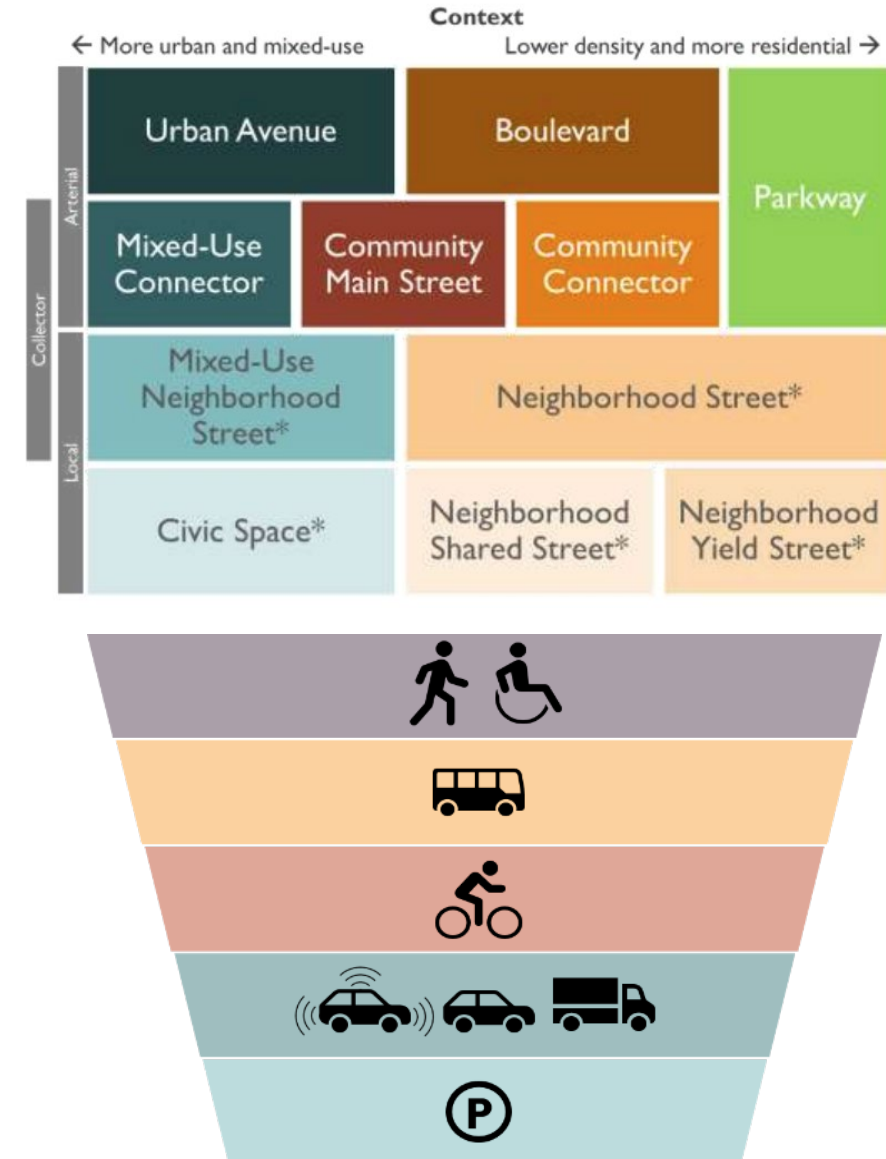 Context
← More urban and mixed-use
Lower density and more residential →
Arterial
Collector
Local
Urban Avenue
Boulevard
Parkway
Mixed-Use
Connector
Community
Main Street
Community
Connector
Mixed-Use
Neighborhood
Street*
Neighborhood Street*
Civic Space*
Neighborhood
Shared Street*
Neighborhood
Yield Street*
P